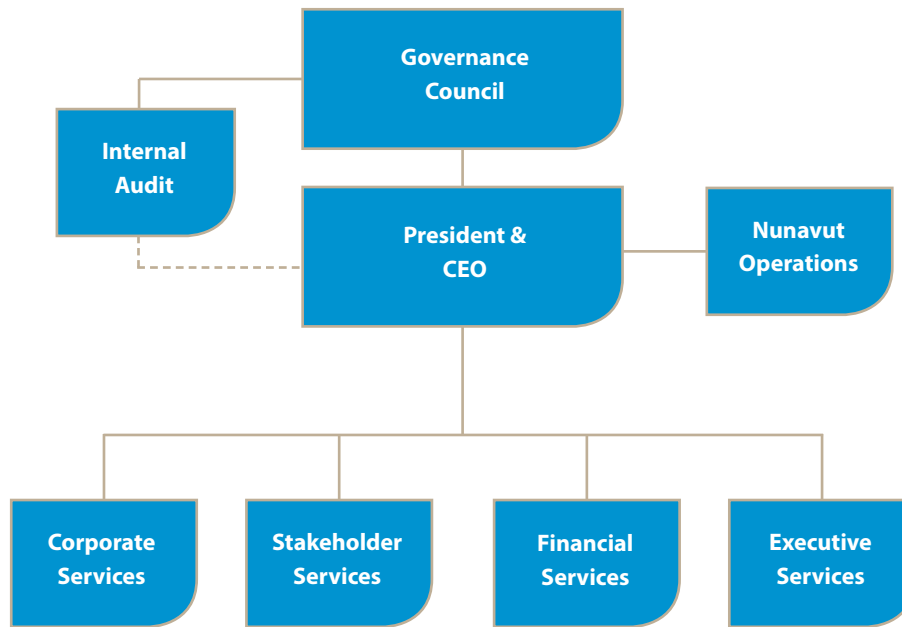 Governance
Council
Internal
Audit
President &
CEO
Nunavut
Operations
Corporate
Services
Stakeholder
Services
Financial
Services
Executive
Services